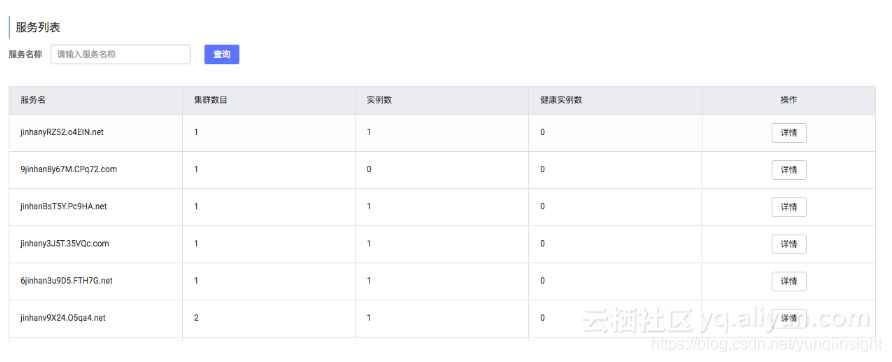 服务列表
服务名称 请输入服务名称 查询
服务名 集群数目 实例数 健康实例数 操作
jinhanyRZ52.o4EIN.net 1 1 0 详情
9jinhan8y67M.CPq72.com 1 0 0 详情
jinhanBsT5Y.Pc9HA.net 1 1 0 详情
jinhany3J5T.35VQc.com 1 1 0 详情
6jinhan3u9D5.FTH7G.net 1 1 0 详情
jinhanv9X24.O5qa4.net 2 1 0 详情
云栖社区 yq.aliyun.com
https://blog.csdn.net/yunqiinsight